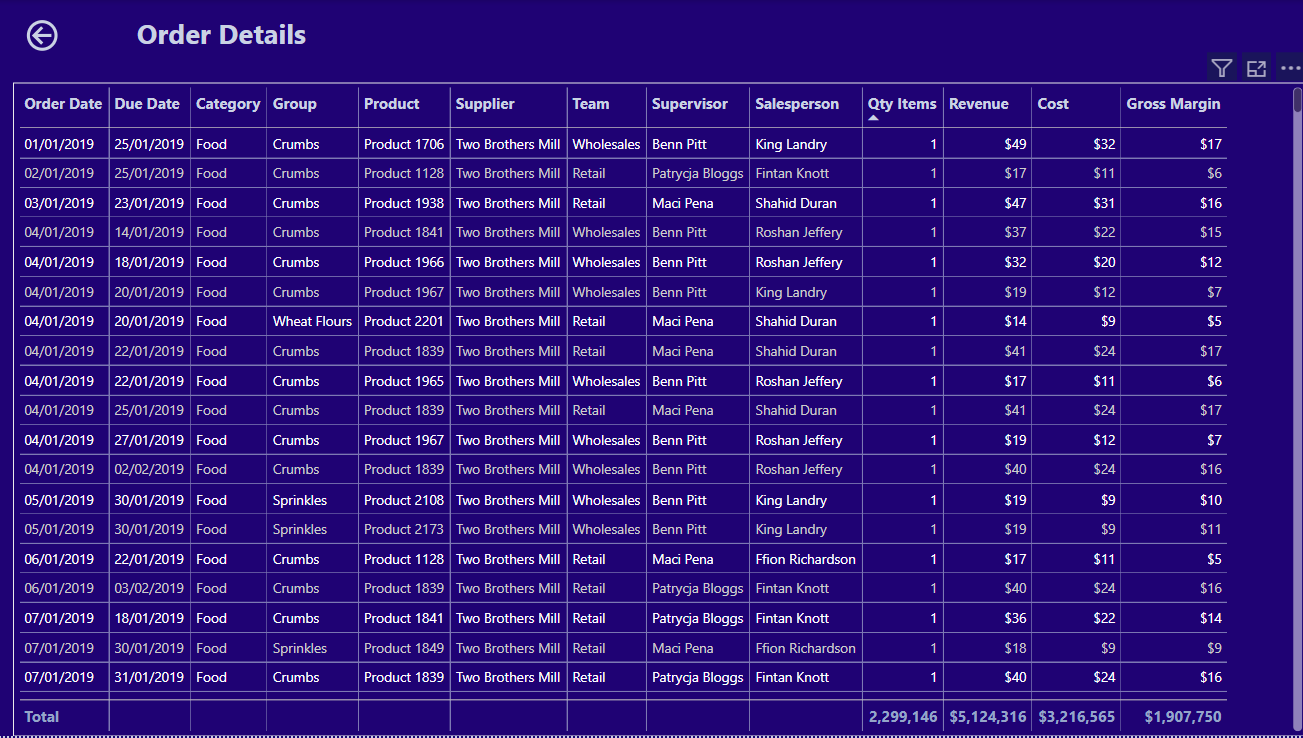 Order Details
Order Date Due Date Category Group Product Supplier Team Supervisor Salesperson Qty Items Revenue Cost Gross Margin
01/01/2019 25/01/2019 Food Crumbs Product 1706 Two Brothers Mill Wholesales Benn Pitt King Landry 1 $49 $32 $17
02/01/2019 25/01/2019 Food Crumbs Product 1128 Two Brothers Mill Retail Patrycja Bloggs Fintan Knott 1 $17 $11 $6
03/01/2019 23/01/2019 Food Crumbs Product 1938 Two Brothers Mill Retail Maci Pena Shahid Duran 1 $47 $31 $16
04/01/2019 14/01/2019 Food Crumbs Product 1841 Two Brothers Mill Wholesales Benn Pitt Roshan Jeffery 1 $37 $22 $15
04/01/2019 18/01/2019 Food Crumbs Product 1966 Two Brothers Mill Wholesales Benn Pitt Roshan Jeffery 1 $32 $20 $12
04/01/2019 20/01/2019 Food Crumbs Product 1967 Two Brothers Mill Wholesales Benn Pitt King Landry 1 $19 $12 $7
04/01/2019 20/01/2019 Food Wheat Flours Product 2201 Two Brothers Mill Retail Maci Pena Shahid Duran 1 $14 $9 $5
04/01/2019 22/01/2019 Food Crumbs Product 1839 Two Brothers Mill Retail Maci Pena Shahid Duran 1 $41 $24 $17
04/01/2019 22/01/2019 Food Crumbs Product 1965 Two Brothers Mill Wholesales Benn Pitt Roshan Jeffery 1 $17 $11 $6
04/01/2019 25/01/2019 Food Crumbs Product 1839 Two Brothers Mill Retail Maci Pena Shahid Duran 1 $41 $24 $17
04/01/2019 27/01/2019 Food Crumbs Product 1967 Two Brothers Mill Wholesales Benn Pitt Roshan Jeffery 1 $19 $12 $7
04/01/2019 02/02/2019 Food Crumbs Product 1839 Two Brothers Mill Wholesales Benn Pitt Roshan Jeffery 1 $40 $24 $16
05/01/2019 30/01/2019 Food Sprinkles Product 2108 Two Brothers Mill Wholesales Benn Pitt King Landry 1 $19 $9 $10
05/01/2019 30/01/2019 Food Sprinkles Product 2173 Two Brothers Mill Wholesales Benn Pitt King Landry 1 $19 $9 $11
06/01/2019 22/01/2019 Food Crumbs Product 1128 Two Brothers Mill Retail Maci Pena Ffion Richardson 1 $17 $11 $5
06/01/2019 03/02/2019 Food Crumbs Product 1839 Two Brothers Mill Retail Patrycja Bloggs Fintan Knott 1 $40 $24 $16
07/01/2019 18/01/2019 Food Crumbs Product 1841 Two Brothers Mill Retail Patrycja Bloggs Fintan Knott 1 $36 $22 $14
07/01/2019 30/01/2019 Food Sprinkles Product 1849 Two Brothers Mill Retail Maci Pena Ffion Richardson 1 $18 $9 $9
07/01/2019 31/01/2019 Food Crumbs Product 1839 Two Brothers Mill Retail Patrycja Bloggs Fintan Knott 1 $40 $24 $16
Total 2,299,146 $5,124,316 $3,216,565 $1,907,750